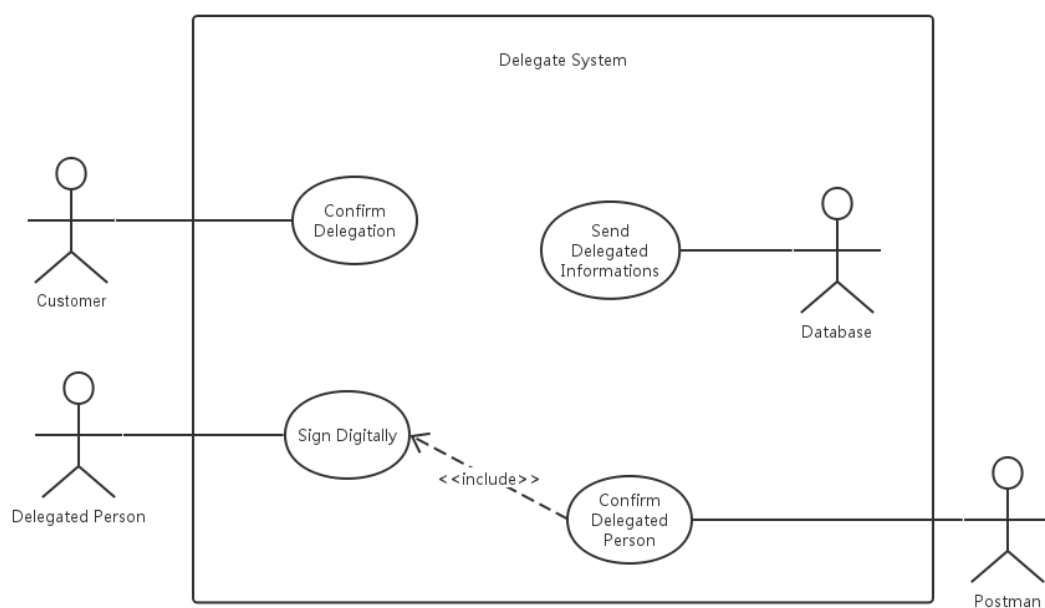 Delegate System
Confirm
Delegation
Send
Delegated
Informations
Customer
Database
Sign Digitally
<<include>>
Confirm
Delegated
Person
Delegated Person
Postman